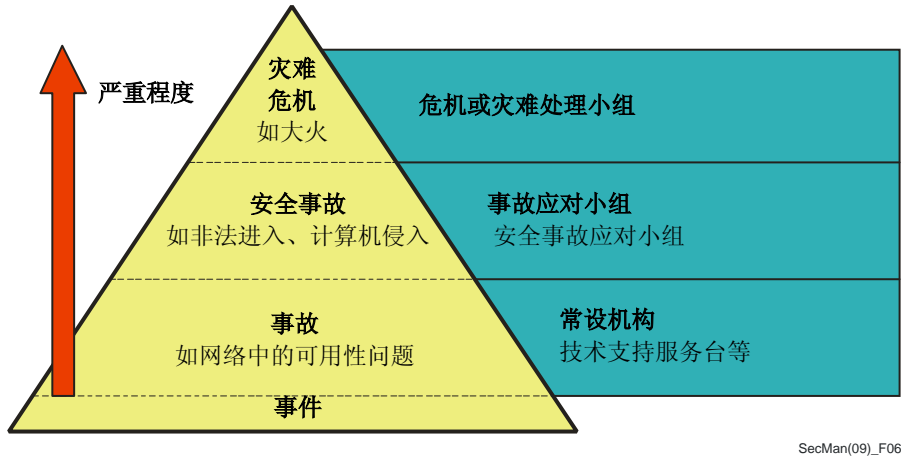 严重程度
灾难
危机
如大火
危机或灾难处理小组
安全事故
如非法进入、计算机侵入
事故应对小组
安全事故应对小组
事故
如网络中的可用性问题
常设机构
技术支持服务台等
事件
SecMan(09)_F06